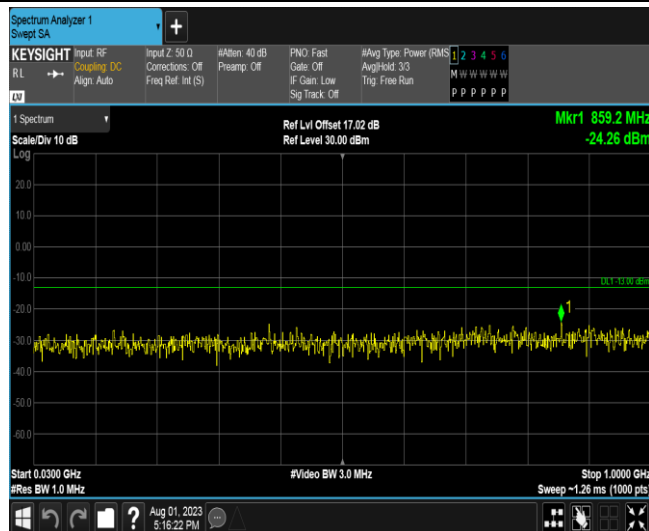 Spectrum Analyzer 1
Swept SA
+
KEYSIGHT
RL
Input: RF
Coupling: DC
Align: Auto
Input Z: 50 Ω
Corrections: Off
Freq Ref: Int (S)
#Atten: 40 dB
Preamp: Off
PNO: Fast
Gate: Off
IF Gain: Low
Sig Track: Off
#Avg Type: Power (RMS
Avg|Hold: 3/3
Trig: Free Run
1 2 3 4 5 6
M W W W W W
P P P P P P
1 Spectrum
Scale/Div 10 dB
Log
Ref Lvl Offset 17.02 dB
Ref Level 30.00 dBm
Mkr1 859.2 MHz
-24.26 dBm
20.0
10.0
0.00
-10.0
DL1 -13.00 dBm
-20.0
1
-30.0
-40.0
-50.0
-60.0
Start 0.0300 GHz
#Res BW 1.0 MHz
#Video BW 3.0 MHz
Stop 1.0000 GHz
Sweep ~1.26 ms (1000 pts)
?
Aug 01, 2023
5:16:22 PM